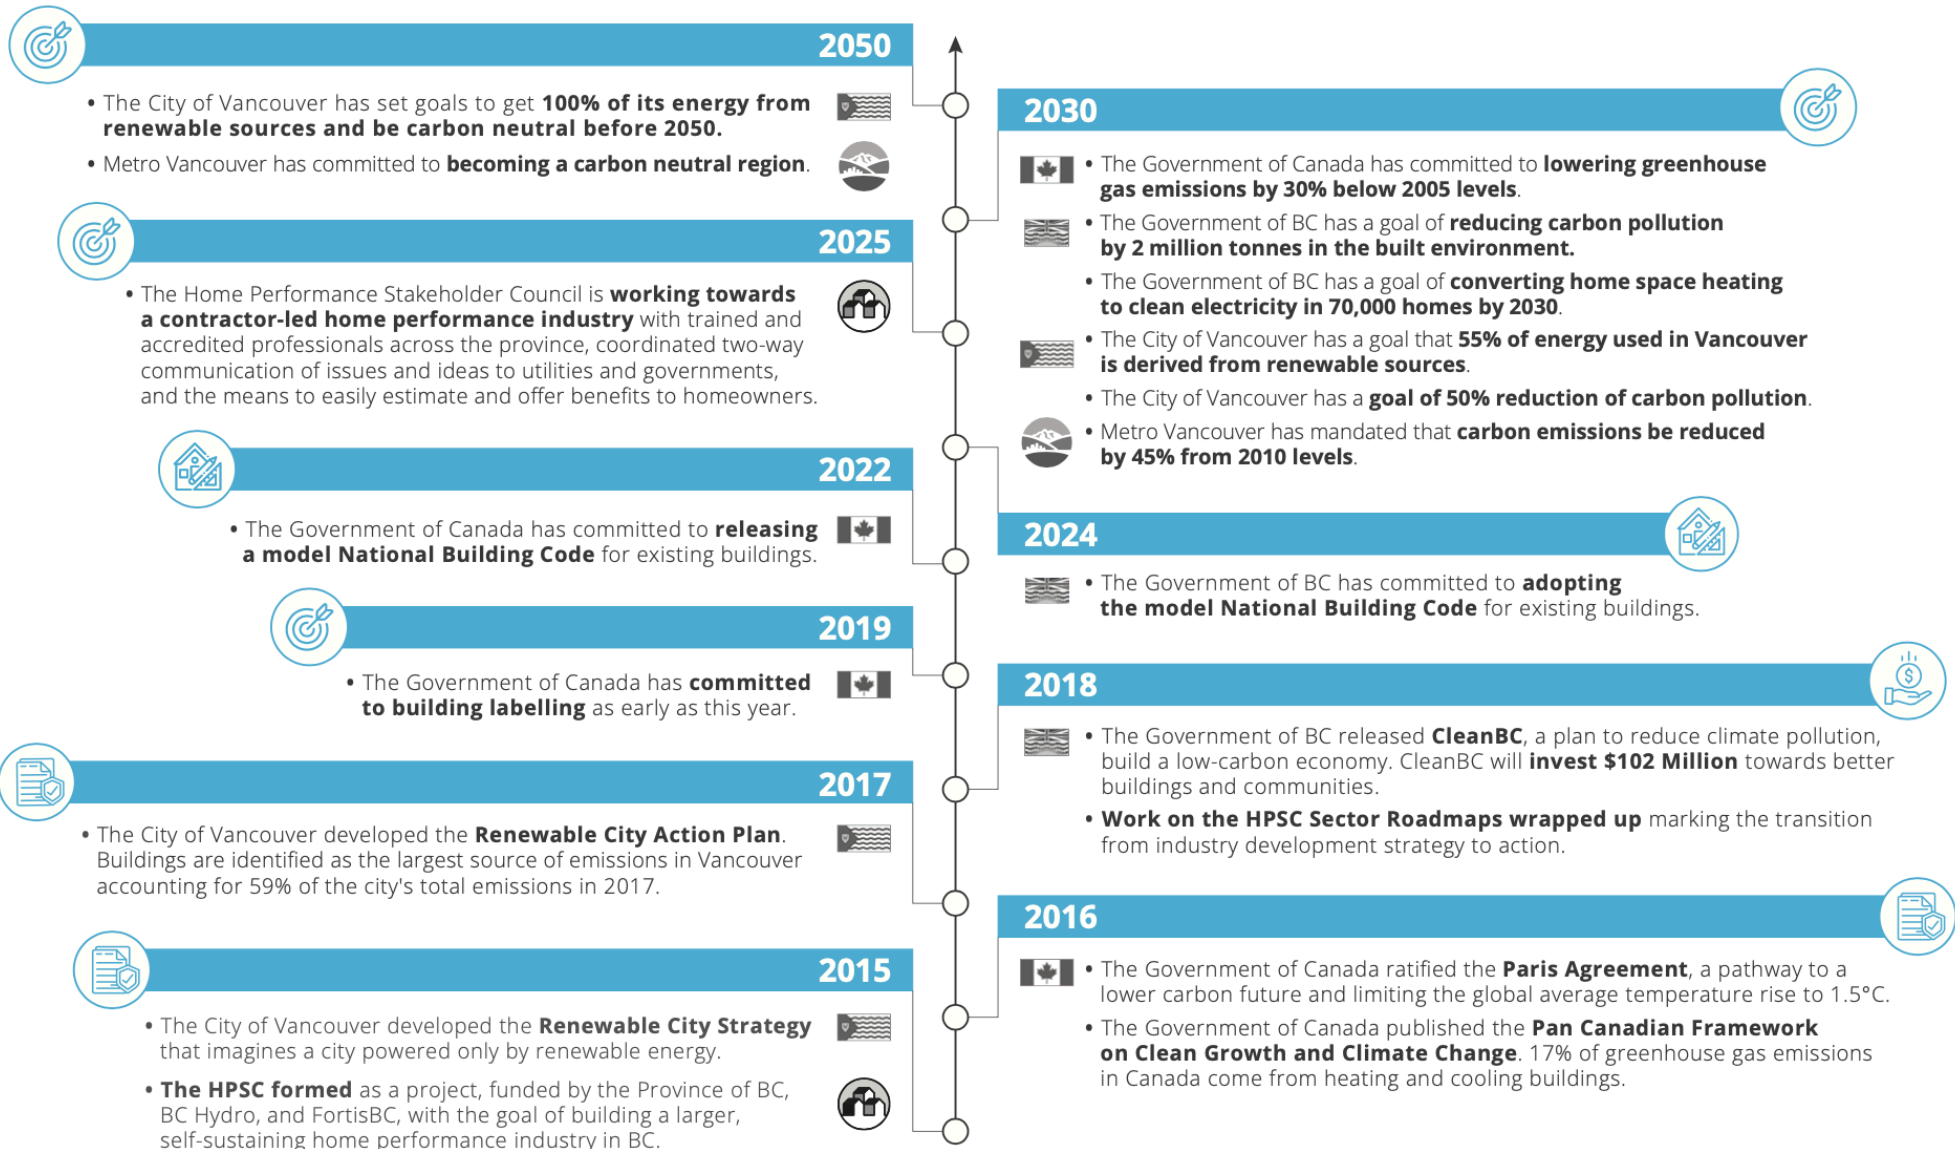 2050
• The City of Vancouver has set goals to get 100% of its energy from
renewable sources and be carbon neutral before 2050.
• Metro Vancouver has committed to becoming a carbon neutral region.
2030
• The Government of Canada has committed to lowering greenhouse
gas emissions by 30% below 2005 levels.
• The Government of BC has a goal of reducing carbon pollution
by 2 million tonnes in the built environment.
• The Government of BC has a goal of converting home space heating
to clean electricity in 70,000 homes by 2030.
• The City of Vancouver has a goal that 55% of energy used in Vancouver
is derived from renewable sources.
• The City of Vancouver has a goal of 50% reduction of carbon pollution.
• Metro Vancouver has mandated that carbon emissions be reduced
by 45% from 2010 levels.
2025
• The Home Performance Stakeholder Council is working towards
a contractor-led home performance industry with trained and
accredited professionals across the province, coordinated two-way
communication of issues and ideas to utilities and governments,
and the means to easily estimate and offer benefits to homeowners.
2024
• The Government of BC has committed to adopting
the model National Building Code for existing buildings.
2022
• The Government of Canada has committed to releasing
a model National Building Code for existing buildings.
2019
• The Government of Canada has committed
to building labelling as early as this year.
2018
• The Government of BC released CleanBC, a plan to reduce climate pollution,
build a low-carbon economy. CleanBC will invest $102 Million towards better
buildings and communities.
• Work on the HPSC Sector Roadmaps wrapped up marking the transition
from industry development strategy to action.
2017
• The City of Vancouver developed the Renewable City Action Plan.
Buildings are identified as the largest source of emissions in Vancouver
accounting for 59% of the city's total emissions in 2017.
2016
• The Government of Canada ratified the Paris Agreement, a pathway to a
lower carbon future and limiting the global average temperature rise to 1.5°C.
• The Government of Canada published the Pan Canadian Framework
on Clean Growth and Climate Change. 17% of greenhouse gas emissions
in Canada come from heating and cooling buildings.
2015
• The City of Vancouver developed the Renewable City Strategy
that imagines a city powered only by renewable energy.
• The HPSC formed as a project, funded by the Province of BC,
BC Hydro, and FortisBC, with the goal of building a larger,
self-sustaining home performance industry in BC.
$